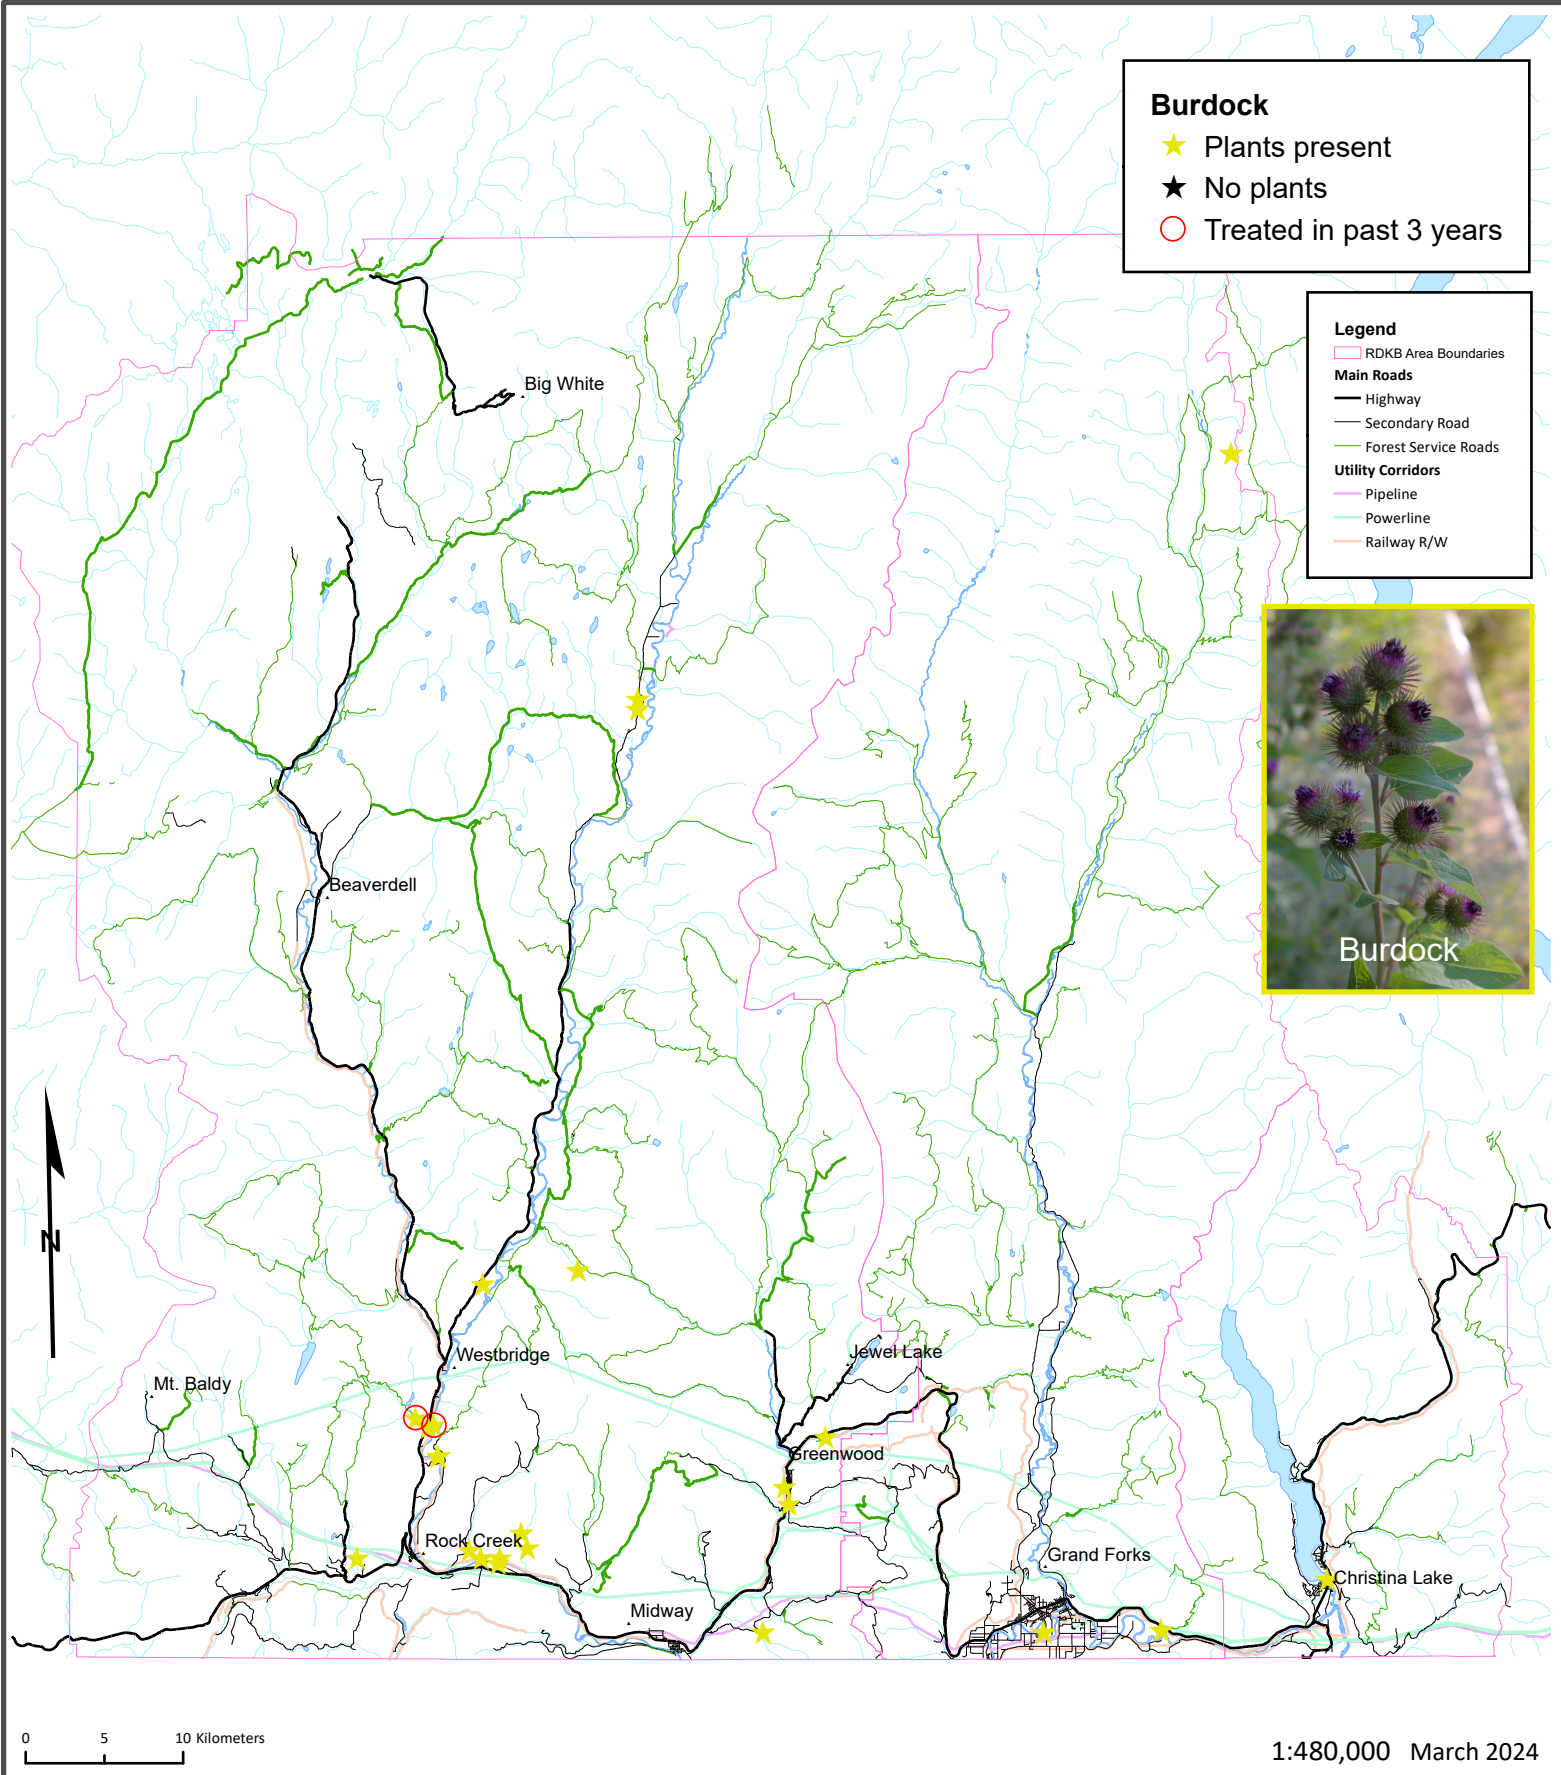 Burdock
Plants present
No plants
Treated in past 3 years
Legend
RDKB Area Boundaries
Main Roads
Highway
Secondary Road
Forest Service Roads
Utility Corridors
Pipeline
Powerline
Railway R/W
Big White
Burdock
Beaverdell
N
Westbridge
Jewel Lake
Mt. Baldy
Greenwood
Rock Creek
Grand Forks
Christina Lake
Midway
0 5 10 Kilometers
1:480,000 March 2024